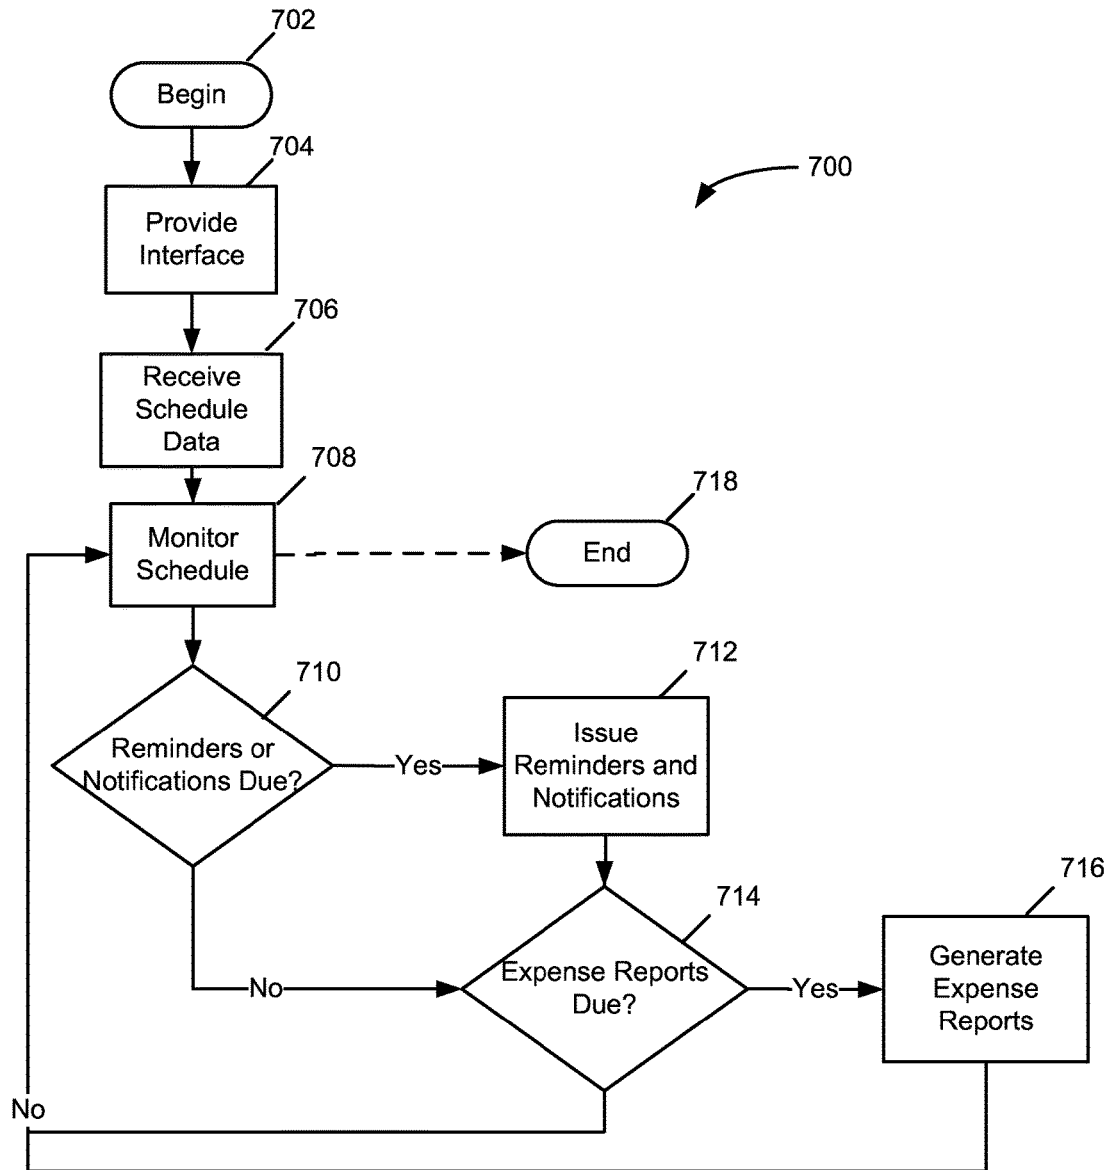 702
Begin
704
700
Provide
Interface
706
Receive
Schedule
Data
708
718
Monitor
Schedule
End
710
712
Reminders or
Notifications Due?
Yes
Issue
Reminders and
Notifications
714
716
Expense Reports
Due?
No
Yes
Generate
Expense
Reports
No